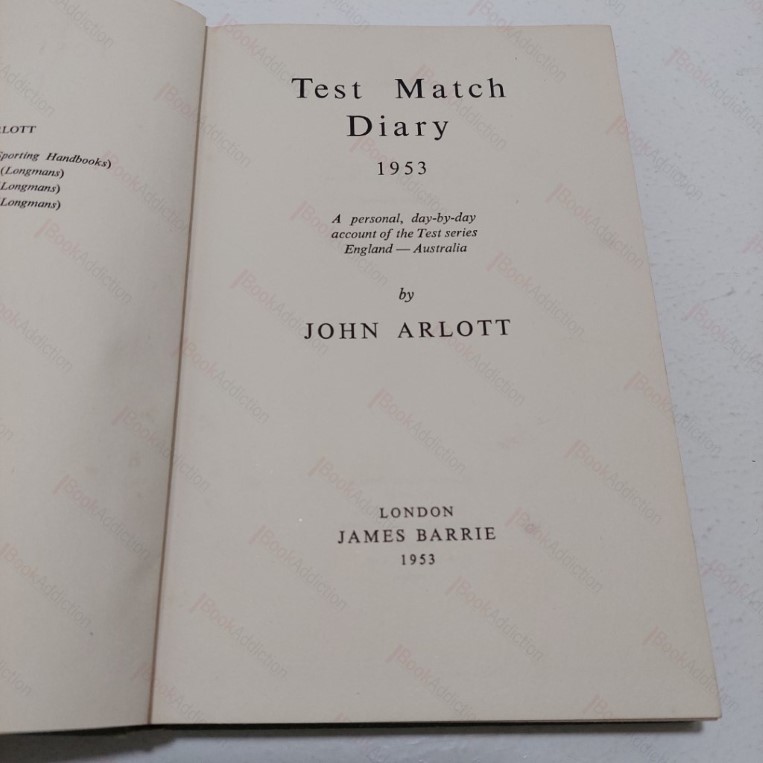 LOTT
Sporting Handbooks)
(Longmans)
(Longmans)
Longmans)
Test Match
Diary
1953
A personal, day-by-day
account of the Test series
England — Australia
by
JOHN ARLOTT
LONDON
JAMES BARRIE
1953
BookAddiction